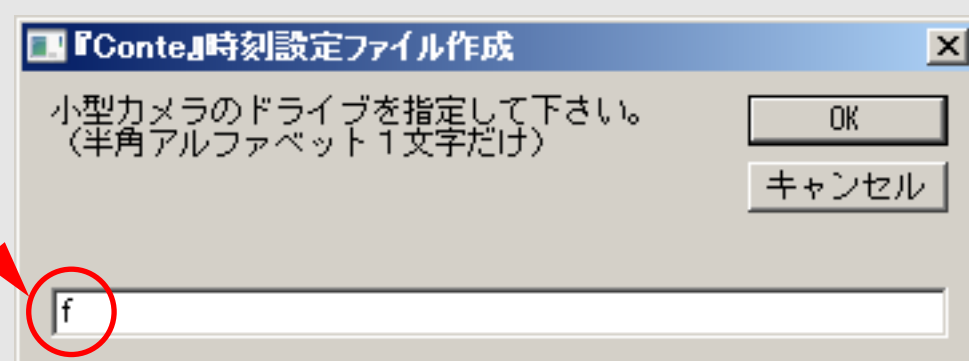 『Conte』時刻設定ファイル作成
小型カメラのドライブを指定して下さい。
(半角アルファベット1文字だけ)
OK
キャンセル
f